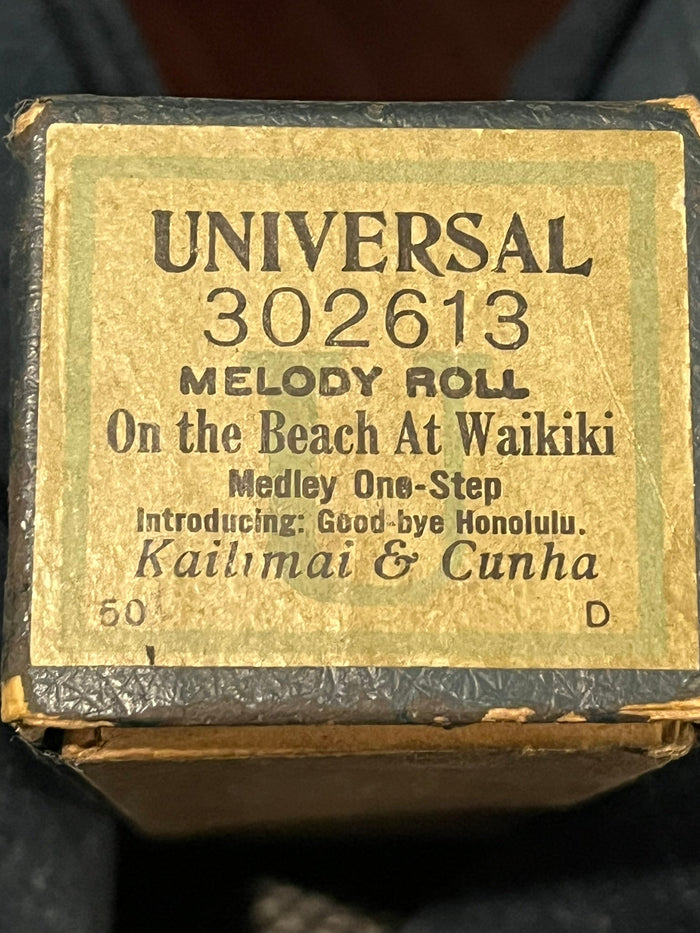 UNIVERSAL
302613
MELODY ROLL
On the Beach At Waikiki
Medley One-Step
Introducing: Good-bye Honolulu.
Kailimai & Cunha
50 D
U